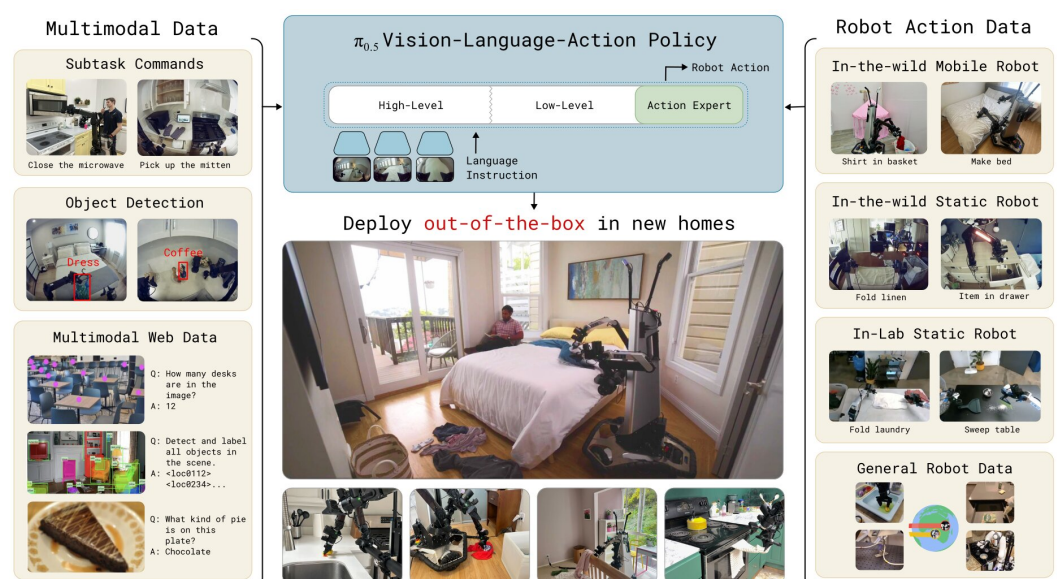 Multimodal Data
Subtask Commands
Close the microwave
Pick up the mitten
Object Detection
Dress
Coffee
Multimodal Web Data
Q: How many desks
are in the
image?
A: 12
Q: Detect and label
all objects in
the scene.
A: <loc0112>
<loc0234>...
Q: What kind of pie
is on this
plate?
A: Chocolate
π0.5 Vision-Language-Action Policy
Robot Action
High-Level
Low-Level
Action Expert
Language
Instruction
Deploy out-of-the-box in new homes
Robot Action Data
In-the-wild Mobile Robot
Shirt in basket
Make bed
In-the-wild Static Robot
Fold linen
Item in drawer
In-Lab Static Robot
Fold laundry
Sweep table
General Robot Data